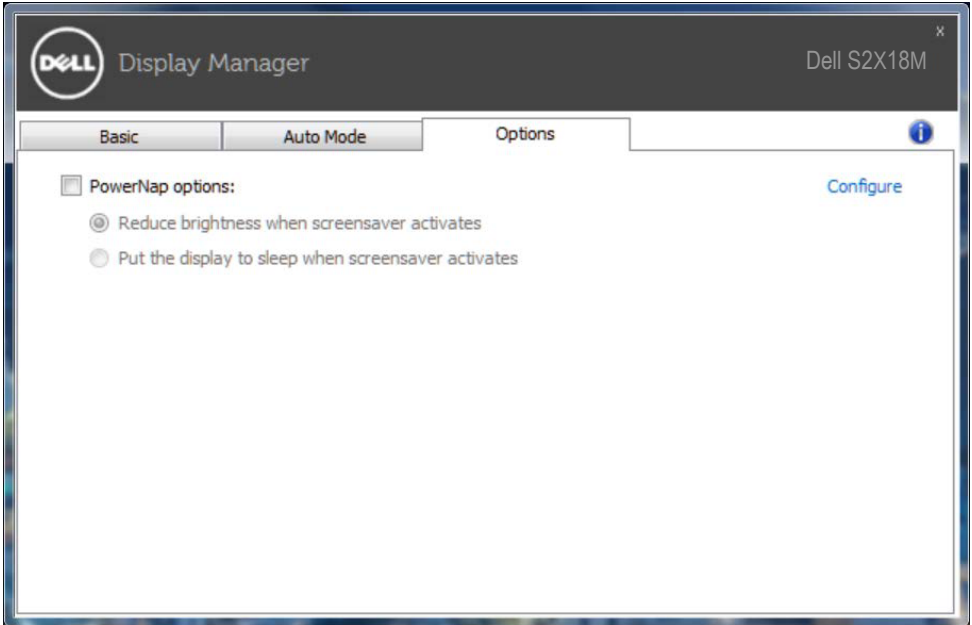 x
DELL Display Manager Dell S2X18M
Basic Auto Mode Options i
PowerNap options: Configure
Reduce brightness when screensaver activates
Put the display to sleep when screensaver activates